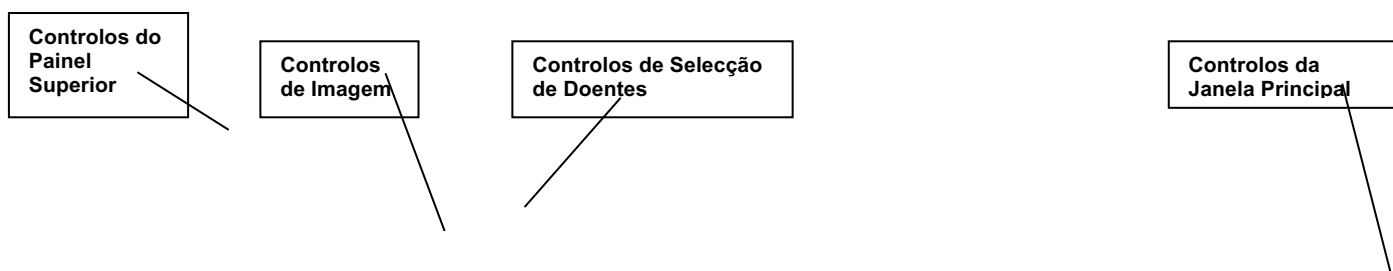 Controlos do
Painel
Superior
Controlos
de Imagem
Controlos de Selecção
de Doentes
Controlos da
Janela Principal